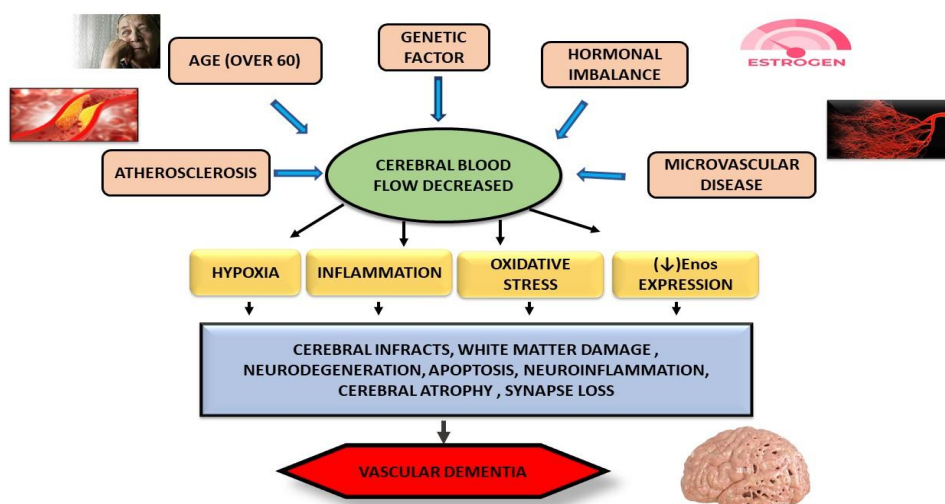 AGE (OVER 60)
GENETIC
FACTOR
HORMONAL
IMBALANCE
ESTROGEN
ATHEROSCLEROSIS
CEREBRAL BLOOD
FLOW DECREASED
MICROVASCULAR
DISEASE
HYPOXIA
INFLAMMATION
OXIDATIVE
STRESS
(↓)Enos
EXPRESSION
CEREBRAL INFRACTS, WHITE MATTER DAMAGE ,
NEURODEGENERATION, APOPTOSIS, NEUROINFLAMMATION,
CEREBRAL ATROPHY , SYNAPSE LOSS
VASCULAR DEMENTIA